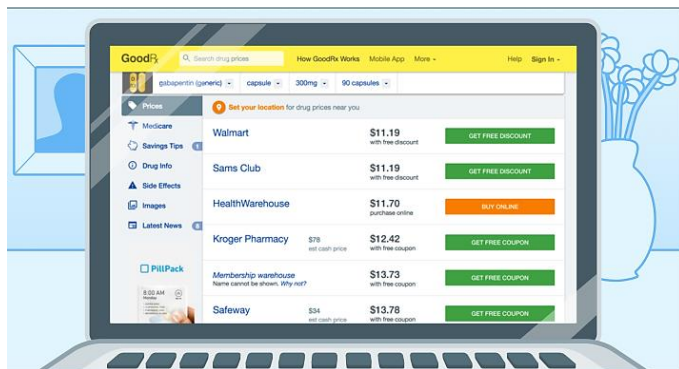 GoodRx Search drug prices How GoodRx Works Mobile App More Help Sign In
gabapentin (generic) capsule 300mg 90 capsules
Prices
Medicare
Savings Tips 1
Drug Info
Side Effects
Images
Latest News
PillPack
8:00 AM
Monday
Set your location for drug prices near you
Walmart $11.19 GET FREE DISCOUNT
with free discount
Sams Club $11.19 GET FREE DISCOUNT
with free discount
HealthWarehouse $11.70 BUY ONLINE
purchase online
Kroger Pharmacy $78 $12.42 GET FREE COUPON
est cash price with free coupon
Membership warehouse $13.73 GET FREE COUPON
Name cannot be shown. Why not? with free coupon
Safeway $34 $13.78 GET FREE COUPON
est cash price with free coupon